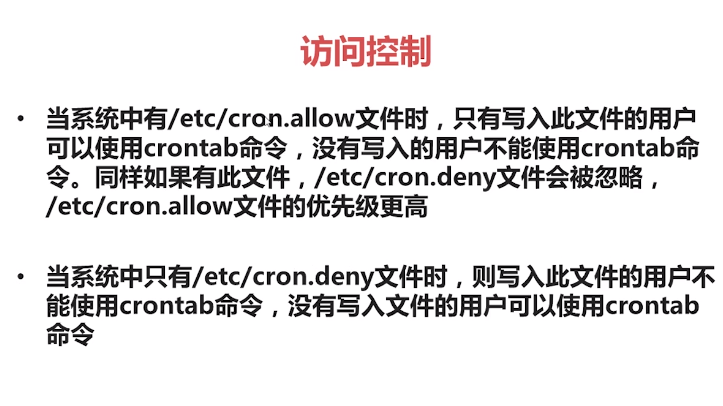 访问控制
• 当系统中有/etc/cron.allow文件时，只有写入此文件的用户
可以使用crontab命令，没有写入的用户不能使用crontab命
令。同样如果有此文件，/etc/cron.deny文件会被忽略，
/etc/cron.allow文件的优先级更高
• 当系统中只有/etc/cron.deny文件时，则写入此文件的用户不
能使用crontab命令，没有写入文件的用户可以使用crontab
命令